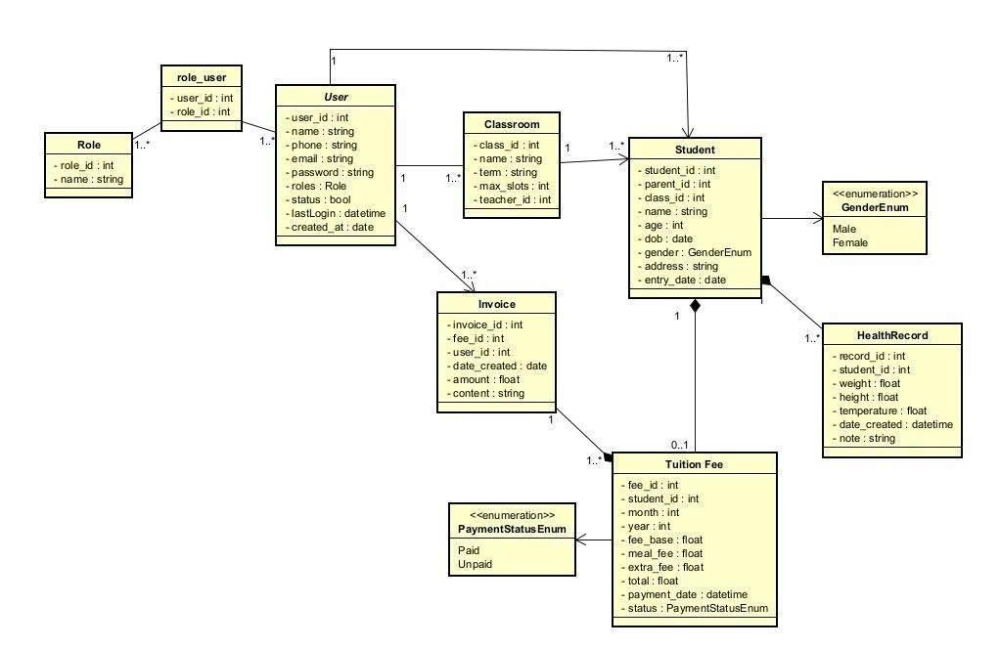 1
1..*
role_user
- user_id : int
- role_id : int
1..*
1..*
Role
- role_id : int
- name : string
User
- user_id : int
- name : string
- phone : string
- email : string
- password : string
- roles : Role
- status : bool
- lastLogin : datetime
- created_at : date
1
1..*
Classroom
- class_id : int
- name : string
- term : string
- max_slots : int
- teacher_id : int
1
1..*
Student
- student_id : int
- parent_id : int
- class_id : int
- name : string
- age : int
- dob : date
- gender : GenderEnum
- address : string
- entry_date : date
<<enumeration>>
GenderEnum
Male
Female
1
1..*
Invoice
- invoice_id : int
- fee_id : int
- user_id : int
- date_created : date
- amount : float
- content : string
1
1..*
1
0..1
1..*
HealthRecord
- record_id : int
- student_id : int
- weight : float
- height : float
- temperature : float
- date_created : datetime
- note : string
Tuition Fee
- fee_id : int
- student_id : int
- month : int
- year : int
- fee_base : float
- meal_fee : float
- extra_fee : float
- total : float
- payment_date : datetime
- status : PaymentStatusEnum
<<enumeration>>
PaymentStatusEnum
Paid
Unpaid